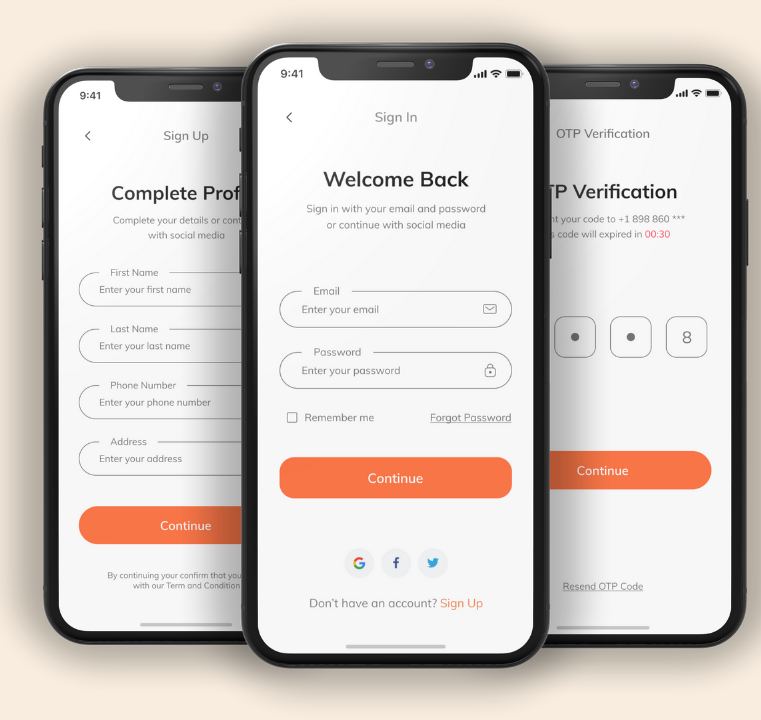 9:41
Sign Up
Complete Prof
Complete your details or cont
with social media
First Name
Enter your first name
Last Name
Enter your last name
Phone Number
Enter your phone number
Address
Enter your address
Continue
By continuing your confirm that you
with our Term and Condition
9:41
Sign In
Welcome Back
Sign in with your email and password
or continue with social media
Email
Enter your email
Password
Enter your password
Remember me
Forgot Password
Continue
G f
Don't have an account? Sign Up
OTP Verification
TP Verification
nt your code to +1 898 860 ***
s code will expired in 00:30
8
Continue
Resend OTP Code